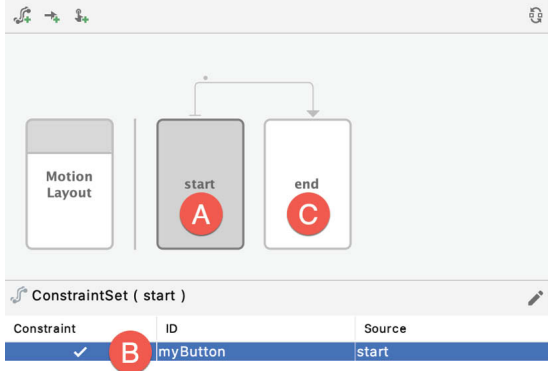 Motion
Layout
start
A
end
C
ConstraintSet ( start )
Constraint ID Source
B myButton start